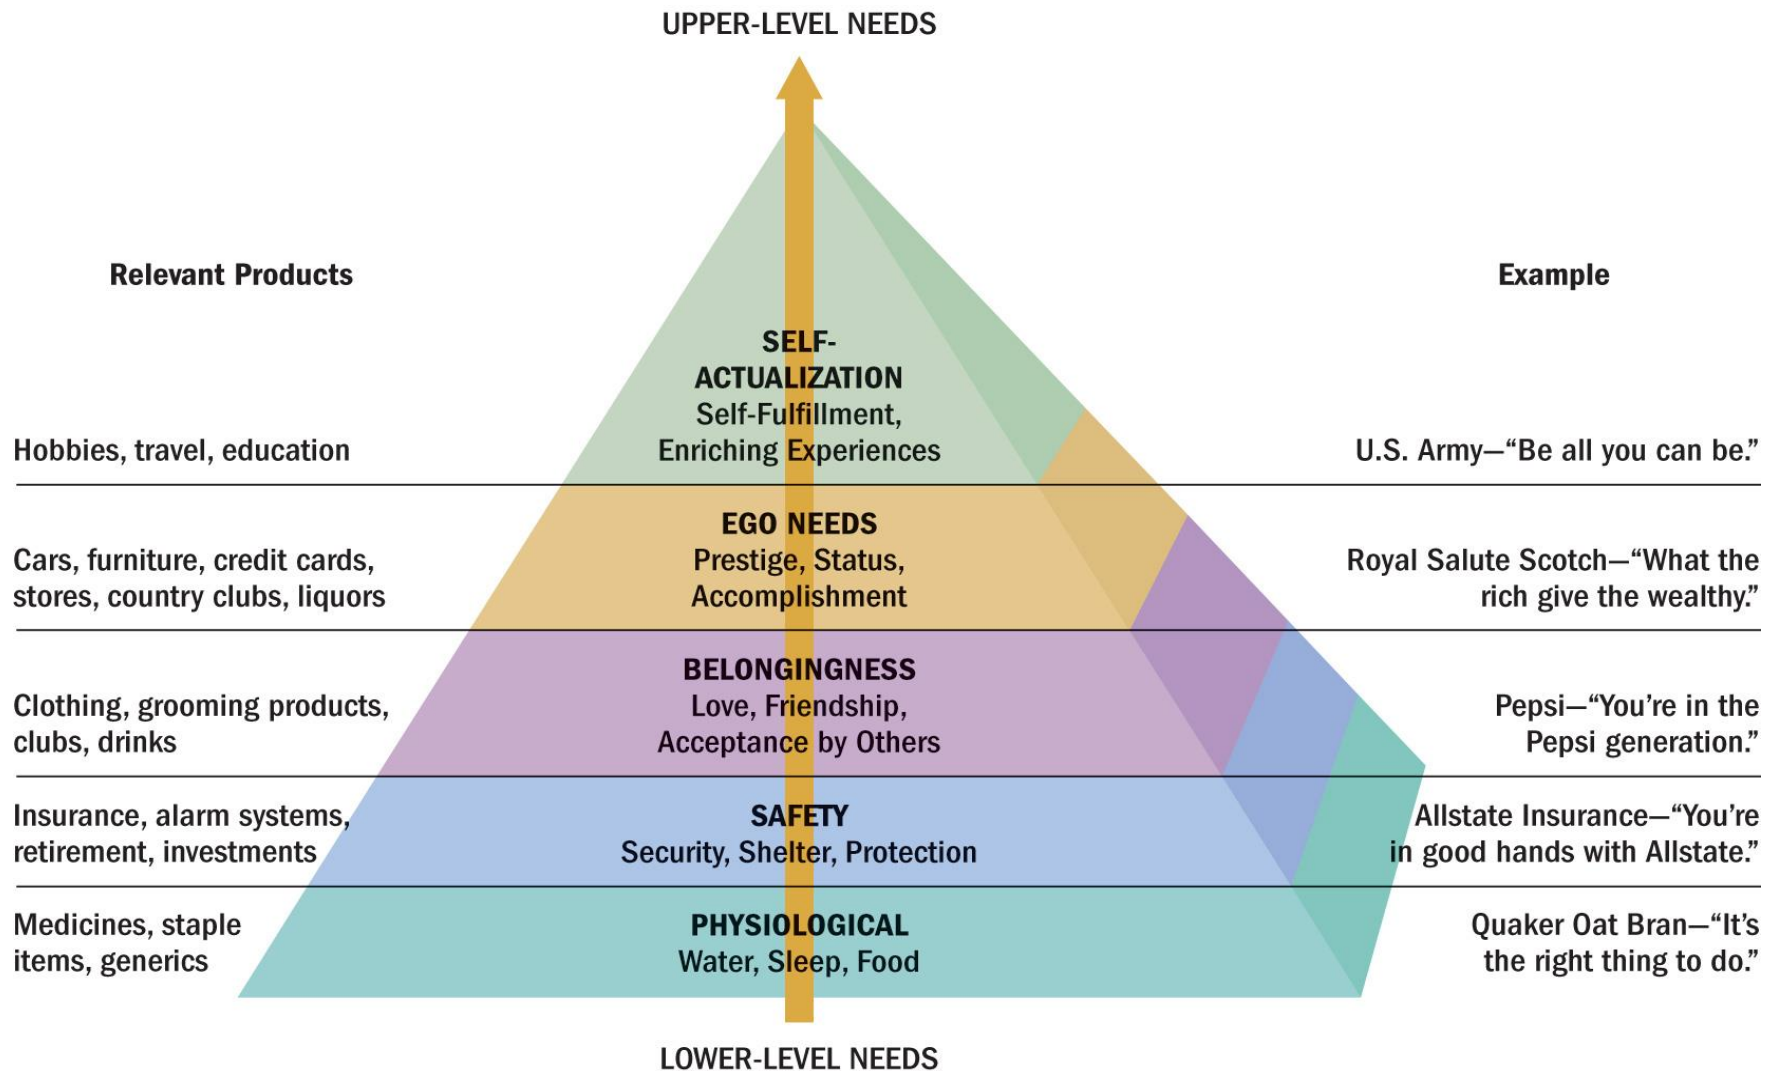 UPPER-LEVEL NEEDS
Relevant Products
Example
SELF-
ACTUALIZATION
Self-Fulfillment,
Enriching Experiences
Hobbies, travel, education
U.S. Army—“Be all you can be.”
EGO NEEDS
Prestige, Status,
Accomplishment
Cars, furniture, credit cards,
stores, country clubs, liquors
Royal Salute Scotch—“What the
rich give the wealthy.”
BELONGINGNESS
Love, Friendship,
Acceptance by Others
Clothing, grooming products,
clubs, drinks
Pepsi—“You’re in the
Pepsi generation.”
SAFETY
Security, Shelter, Protection
Insurance, alarm systems,
retirement, investments
Allstate Insurance—“You’re
in good hands with Allstate.”
PHYSIOLOGICAL
Water, Sleep, Food
Medicines, staple
items, generics
Quaker Oat Bran—“It’s
the right thing to do.”
LOWER-LEVEL NEEDS